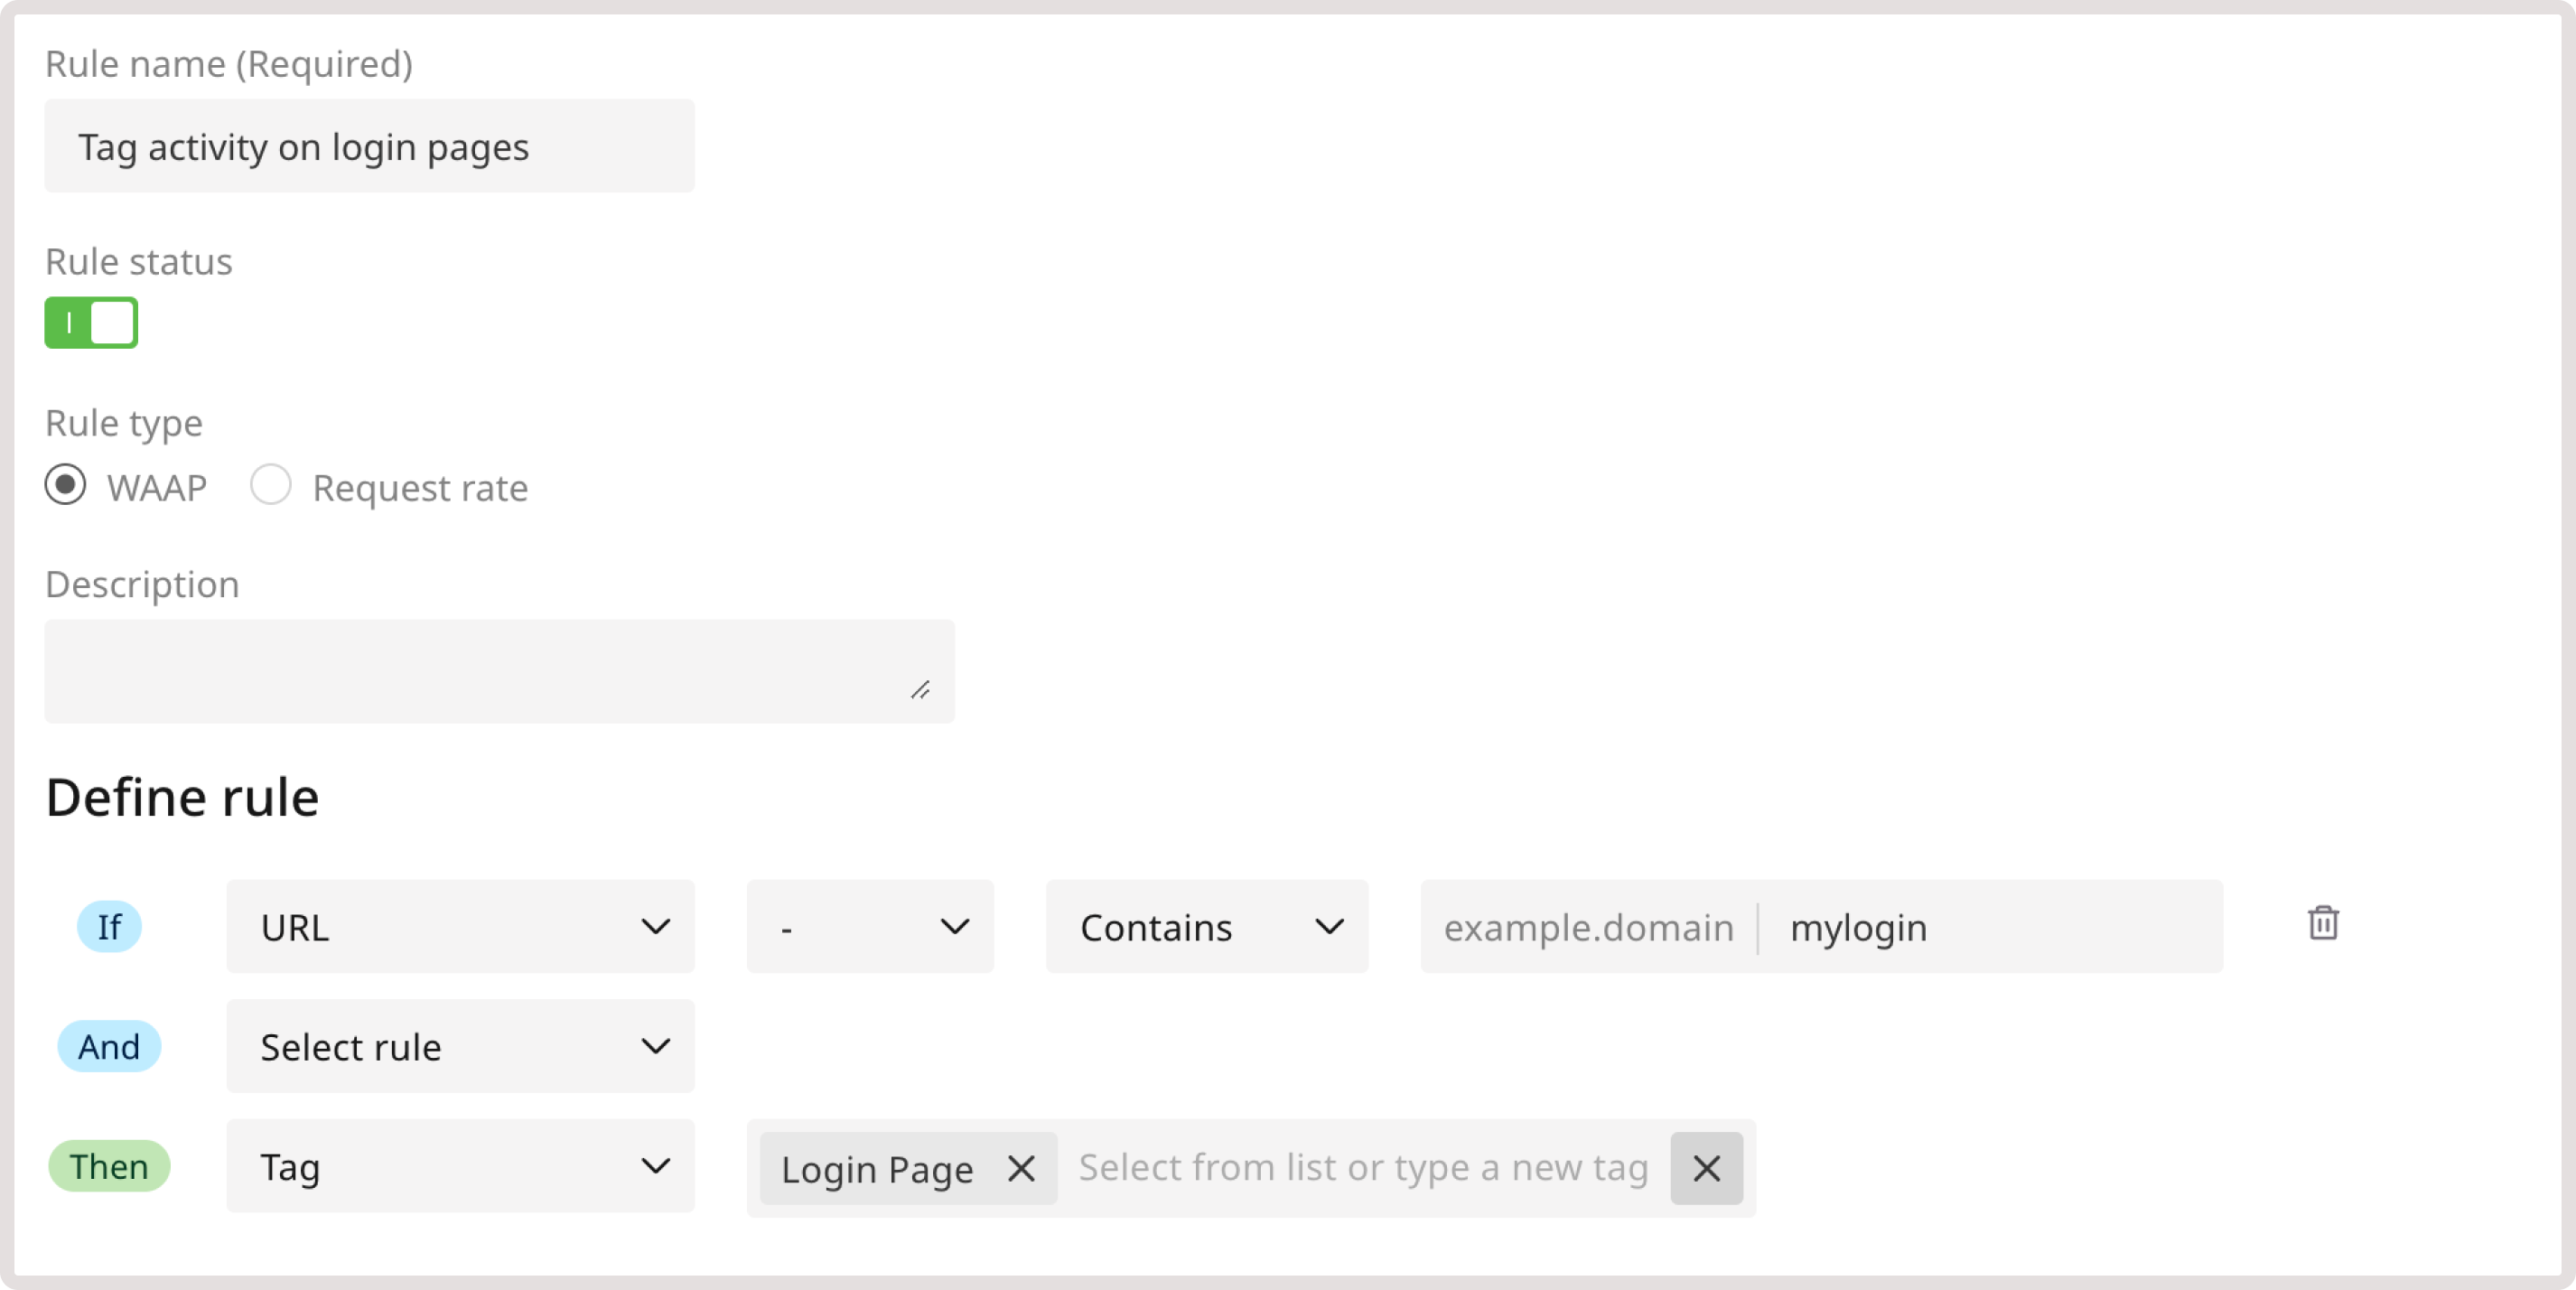 Rule name (Required)
Tag activity on login pages
Rule status
Rule type
WAAP Request rate
Description
Define rule
If URL - Contains example.domain mylogin
And Select rule
Then Tag Login Page Select from list or type a new tag